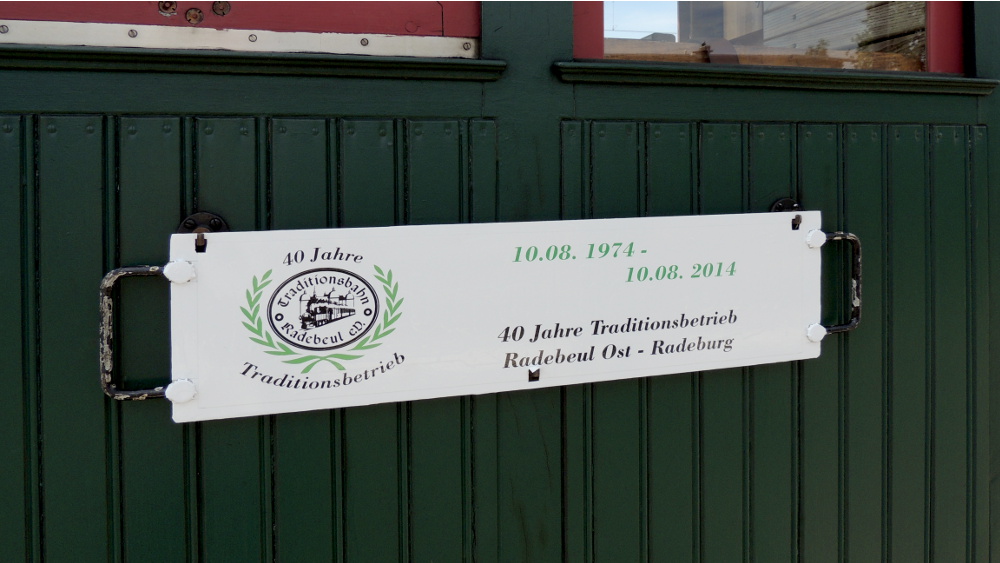 40 Jahre
Traditionsbahn
Radebeul e.V.
Traditionsbetrieb
10.08. 1974 -
10.08. 2014
40 Jahre Traditionsbetrieb
Radebeul Ost - Radeburg